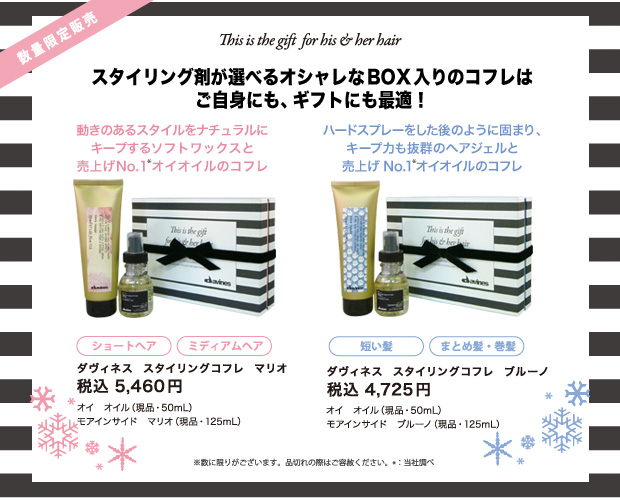 数量限定販売
This is the gift for his & her hair
スタイリング剤が選べるオシャレなBOX入りのコフレは
ご自身にも、ギフトにも最適！
動きのあるスタイルをナチュラルに
キープするソフトワックスと
売上げNo.1*オイオイルのコフレ
ハードスプレーをした後のように固まり、
キープ力も抜群のヘアジェルと
売上げNo.1*オイオイルのコフレ
This is the gift
for his & her hair
davines
davines
This is the gift
for his & her hair
davines
davines
ショートヘア
ミディアムヘア
ダヴィネス スタイリングコフレ マリオ
税込 5,460円
オイ オイル（現品・50mL）
モアインサイド マリオ（現品・125mL）
短い髪
まとめ髪・巻髪
ダヴィネス スタイリングコフレ ブルーノ
税込 4,725円
オイ オイル（現品・50mL）
モアインサイド ブルーノ（現品・125mL）
※数に限りがございます。品切れの際はご容赦ください。*：当社調べ